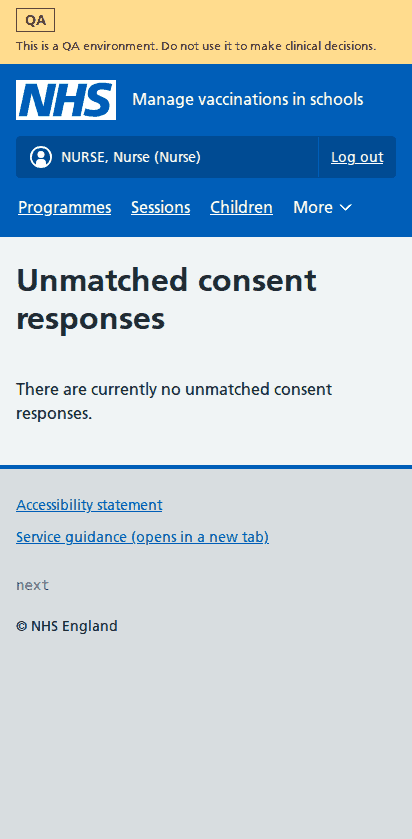 QA
This is a QA environment. Do not use it to make clinical decisions.
NHS
Manage vaccinations in schools
NURSE, Nurse (Nurse)
Log out
Programmes
Sessions
Children
More
Unmatched consent
responses
There are currently no unmatched consent
responses.
Accessibility statement
Service guidance (opens in a new tab)
next
© NHS England